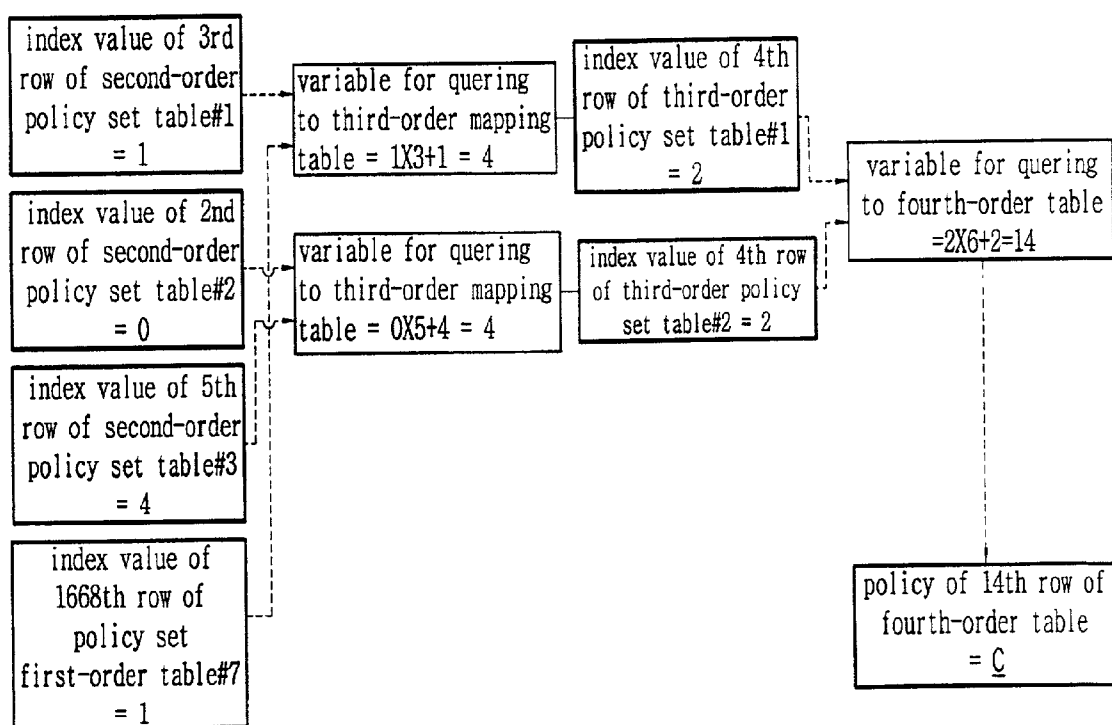 index value of 3rd
row of second-order
policy set table#1
= 1
index value of 2nd
row of second-order
policy set table#2
= 0
index value of 5th
row of second-order
policy set table#3
= 4
index value of
1668th row of
policy set
first-order table#7
= 1
variable for quering
to third-order mapping
table = 1X3+1 = 4
variable for quering
to third-order mapping
table = 0X5+4 = 4
index value of 4th
row of third-order
policy set table#1
= 2
index value of 4th row
of third-order policy
set table#2 = 2
variable for quering
to fourth-order table
=2X6+2=14
policy of 14th row of
fourth-order table
= C